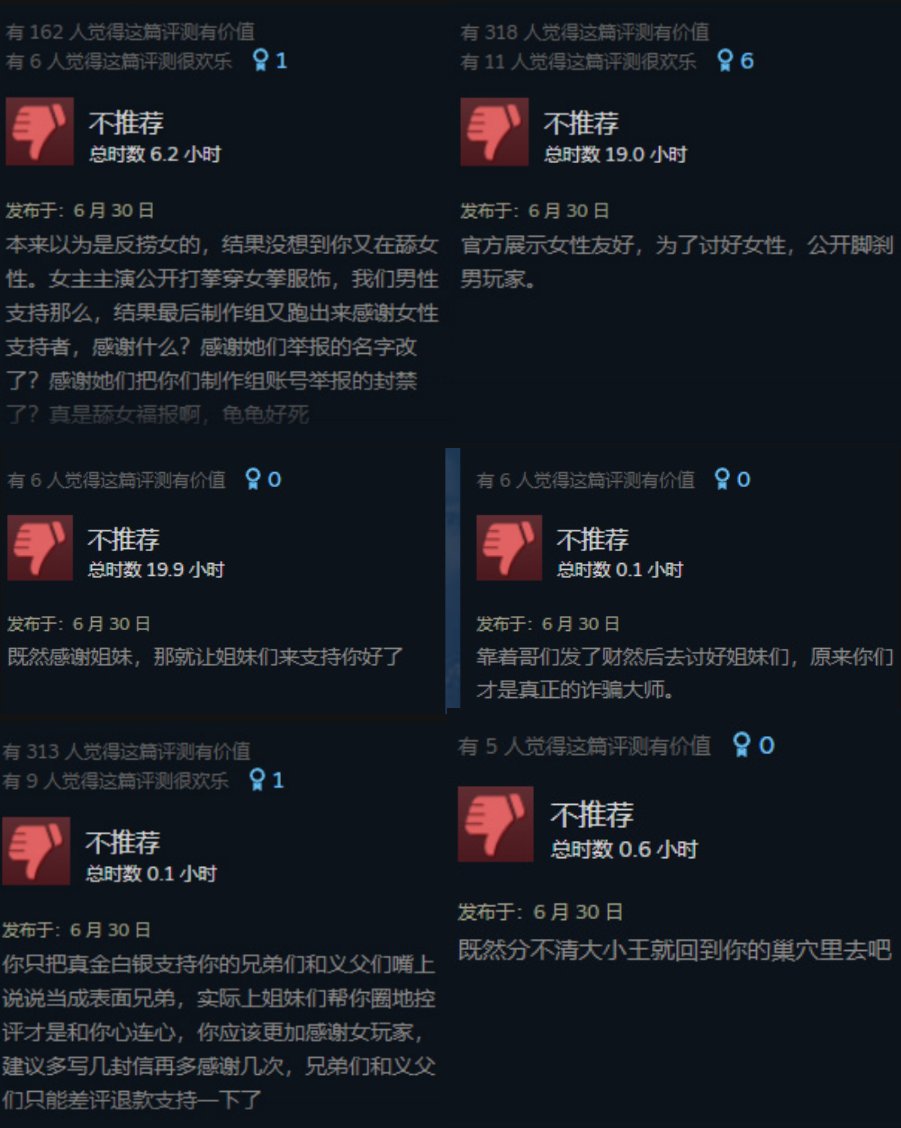 有 162 人觉得这篇评测有价值
有 6 人觉得这篇评测很欢乐 1
不推荐
总时数 6.2 小时
发布于：6 月 30 日
本来以为是反捞女的，结果没想到你又在舔女
性。女主主演公开打拳穿女拳服饰，我们男性
支持那么，结果最后制作组又跑出来感谢女性
支持者，感谢什么？感谢她们举报的名字改
了？感谢她们把你们制作组账号举报的封禁
了？真是舔女福报啊，龟龟好死
有 318 人觉得这篇评测有价值
有 11 人觉得这篇评测很欢乐 6
不推荐
总时数 19.0 小时
发布于：6 月 30 日
官方展示女性友好，为了讨好女性，公开脚刹
男玩家。
有 6 人觉得这篇评测有价值 0
不推荐
总时数 19.9 小时
发布于：6 月 30 日
既然感谢姐妹，那就让姐妹们来支持你好了
有 6 人觉得这篇评测有价值 0
不推荐
总时数 0.1 小时
发布于：6 月 30 日
靠着哥们发了财然后去讨好姐妹们，原来你们
才是真正的诈骗大师。
有 313 人觉得这篇评测有价值
有 9 人觉得这篇评测很欢乐 1
不推荐
总时数 0.1 小时
发布于：6 月 30 日
你只把真金白银支持你的兄弟们和义父们嘴上
说说当成表面兄弟，实际上姐妹们帮你圈地控
评才是和你心连心，你应该更加感谢女玩家，
建议多写几封信再多感谢几次，兄弟们和义父
们只能差评退款支持一下了
有 5 人觉得这篇评测有价值 0
不推荐
总时数 0.6 小时
发布于：6 月 30 日
既然分不清大小王就回到你的巢穴里去吧